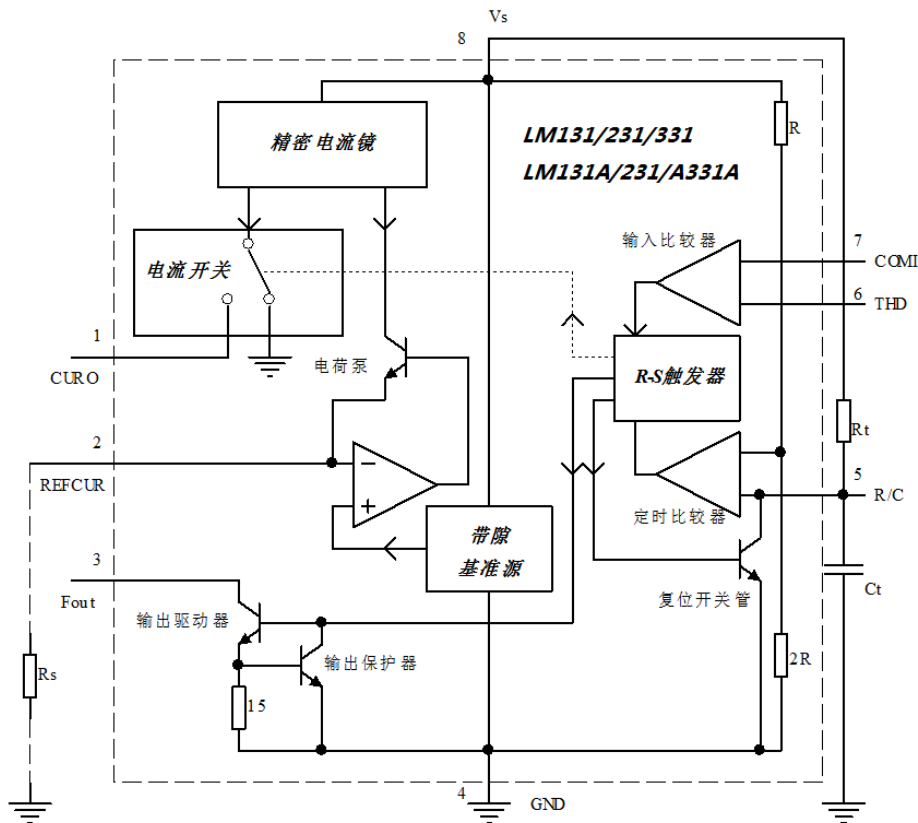 Vs
8
LM131/231/331
LM131A/231/A331A
R
精密电流镜
输入比较器
7
COMI
电流开关
6
THD
1
CURO
电荷泵
R-S触发器
Rt
2
REFCUR
5
R/C
−
+
定时比较器
带隙
基准源
3
Fout
Ct
复位开关管
输出驱动器
输出保护器
2R
Rs
15
4
GND